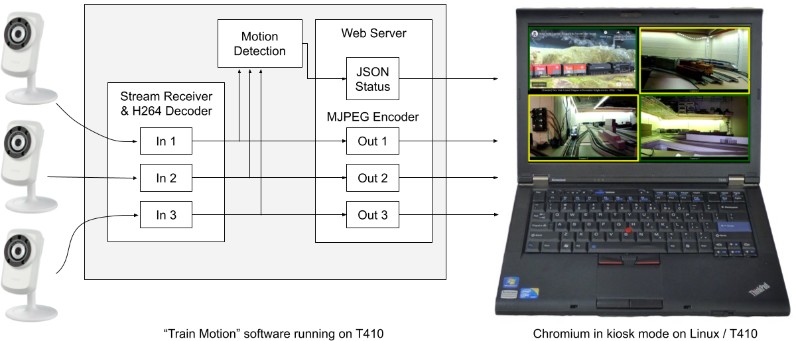 Motion
Detection
Web Server
JSON
Status
Stream Receiver
& H264 Decoder
MJPEG Encoder
In 1
Out 1
In 2
Out 2
In 3
Out 3
ThinkPad
"Train Motion" software running on T410
Chromium in kiosk mode on Linux / T410